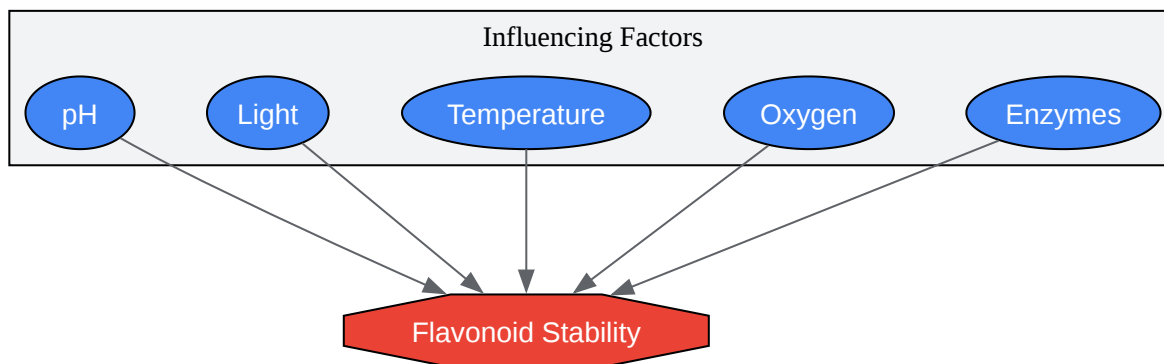 Influencing Factors
pH
Light
Temperature
Oxygen
Enzymes
Flavonoid Stability